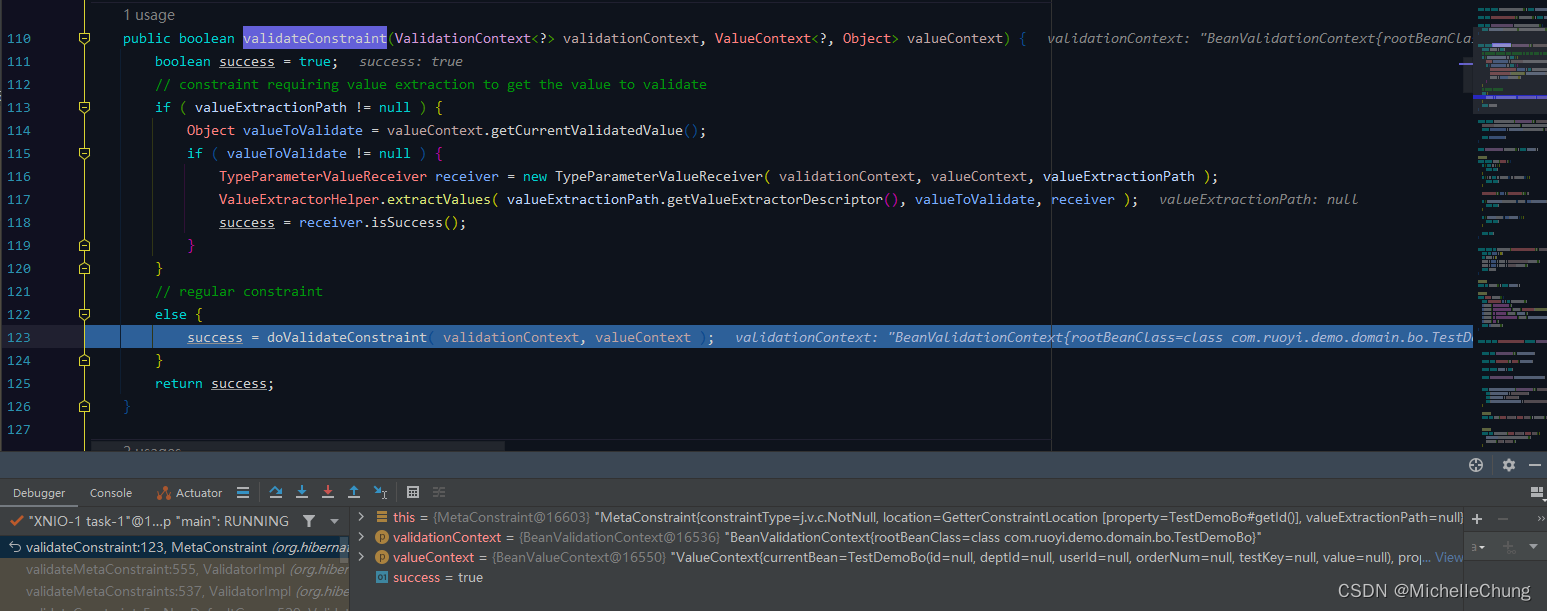 1 usage
110 public boolean validateConstraint(ValidationContext<?> validationContext, ValueContext<?, Object> valueContext) { validationContext: "BeanValidationContext{rootBeanCla
111 boolean success = true; success: true
112 // constraint requiring value extraction to get the value to validate
113 if ( valueExtractionPath != null ) {
114 Object valueToValidate = valueContext.getCurrentValidatedValue();
115 if ( valueToValidate != null ) {
116 TypeParameterValueReceiver receiver = new TypeParameterValueReceiver( validationContext, valueContext, valueExtractionPath );
117 ValueExtractorHelper.extractValues( valueExtractionPath.getValueExtractorDescriptor(), valueToValidate, receiver ); valueExtractionPath: null
118 success = receiver.isSuccess();
119 }
120 }
121 // regular constraint
122 else {
123 success = doValidateConstraint( validationContext, valueContext ); validationContext: "BeanValidationContext{rootBeanClass=class com.ruoyi.demo.domain.bo.TestD
124 }
125 return success;
126 }
127
Debugger Console Actuator
"XNIO-1 task-1"@1...p "main": RUNNING
validateConstraint:123, MetaConstraint (org.hibernat
validateMetaConstraint:555, ValidatorImpl (org.hiber
validateMetaConstraints:537, ValidatorImpl (org.hibe
this = {MetaConstraint@16603} "MetaConstraint{constraintType=j.v.c.NotNull, location=GetterConstraintLocation [property=TestDemoBo#getId()], valueExtractionPath=null}
validationContext = {BeanValidationContext@16536} "BeanValidationContext{rootBeanClass=class com.ruoyi.demo.domain.bo.TestDemoBo}"
valueContext = {BeanValueContext@16550} "ValueContext{currentBean=TestDemoBo(id=null, deptId=null, userId=null, orderNum=null, testKey=null, value=null), proj... View
success = true
CSDN @MichelleChung